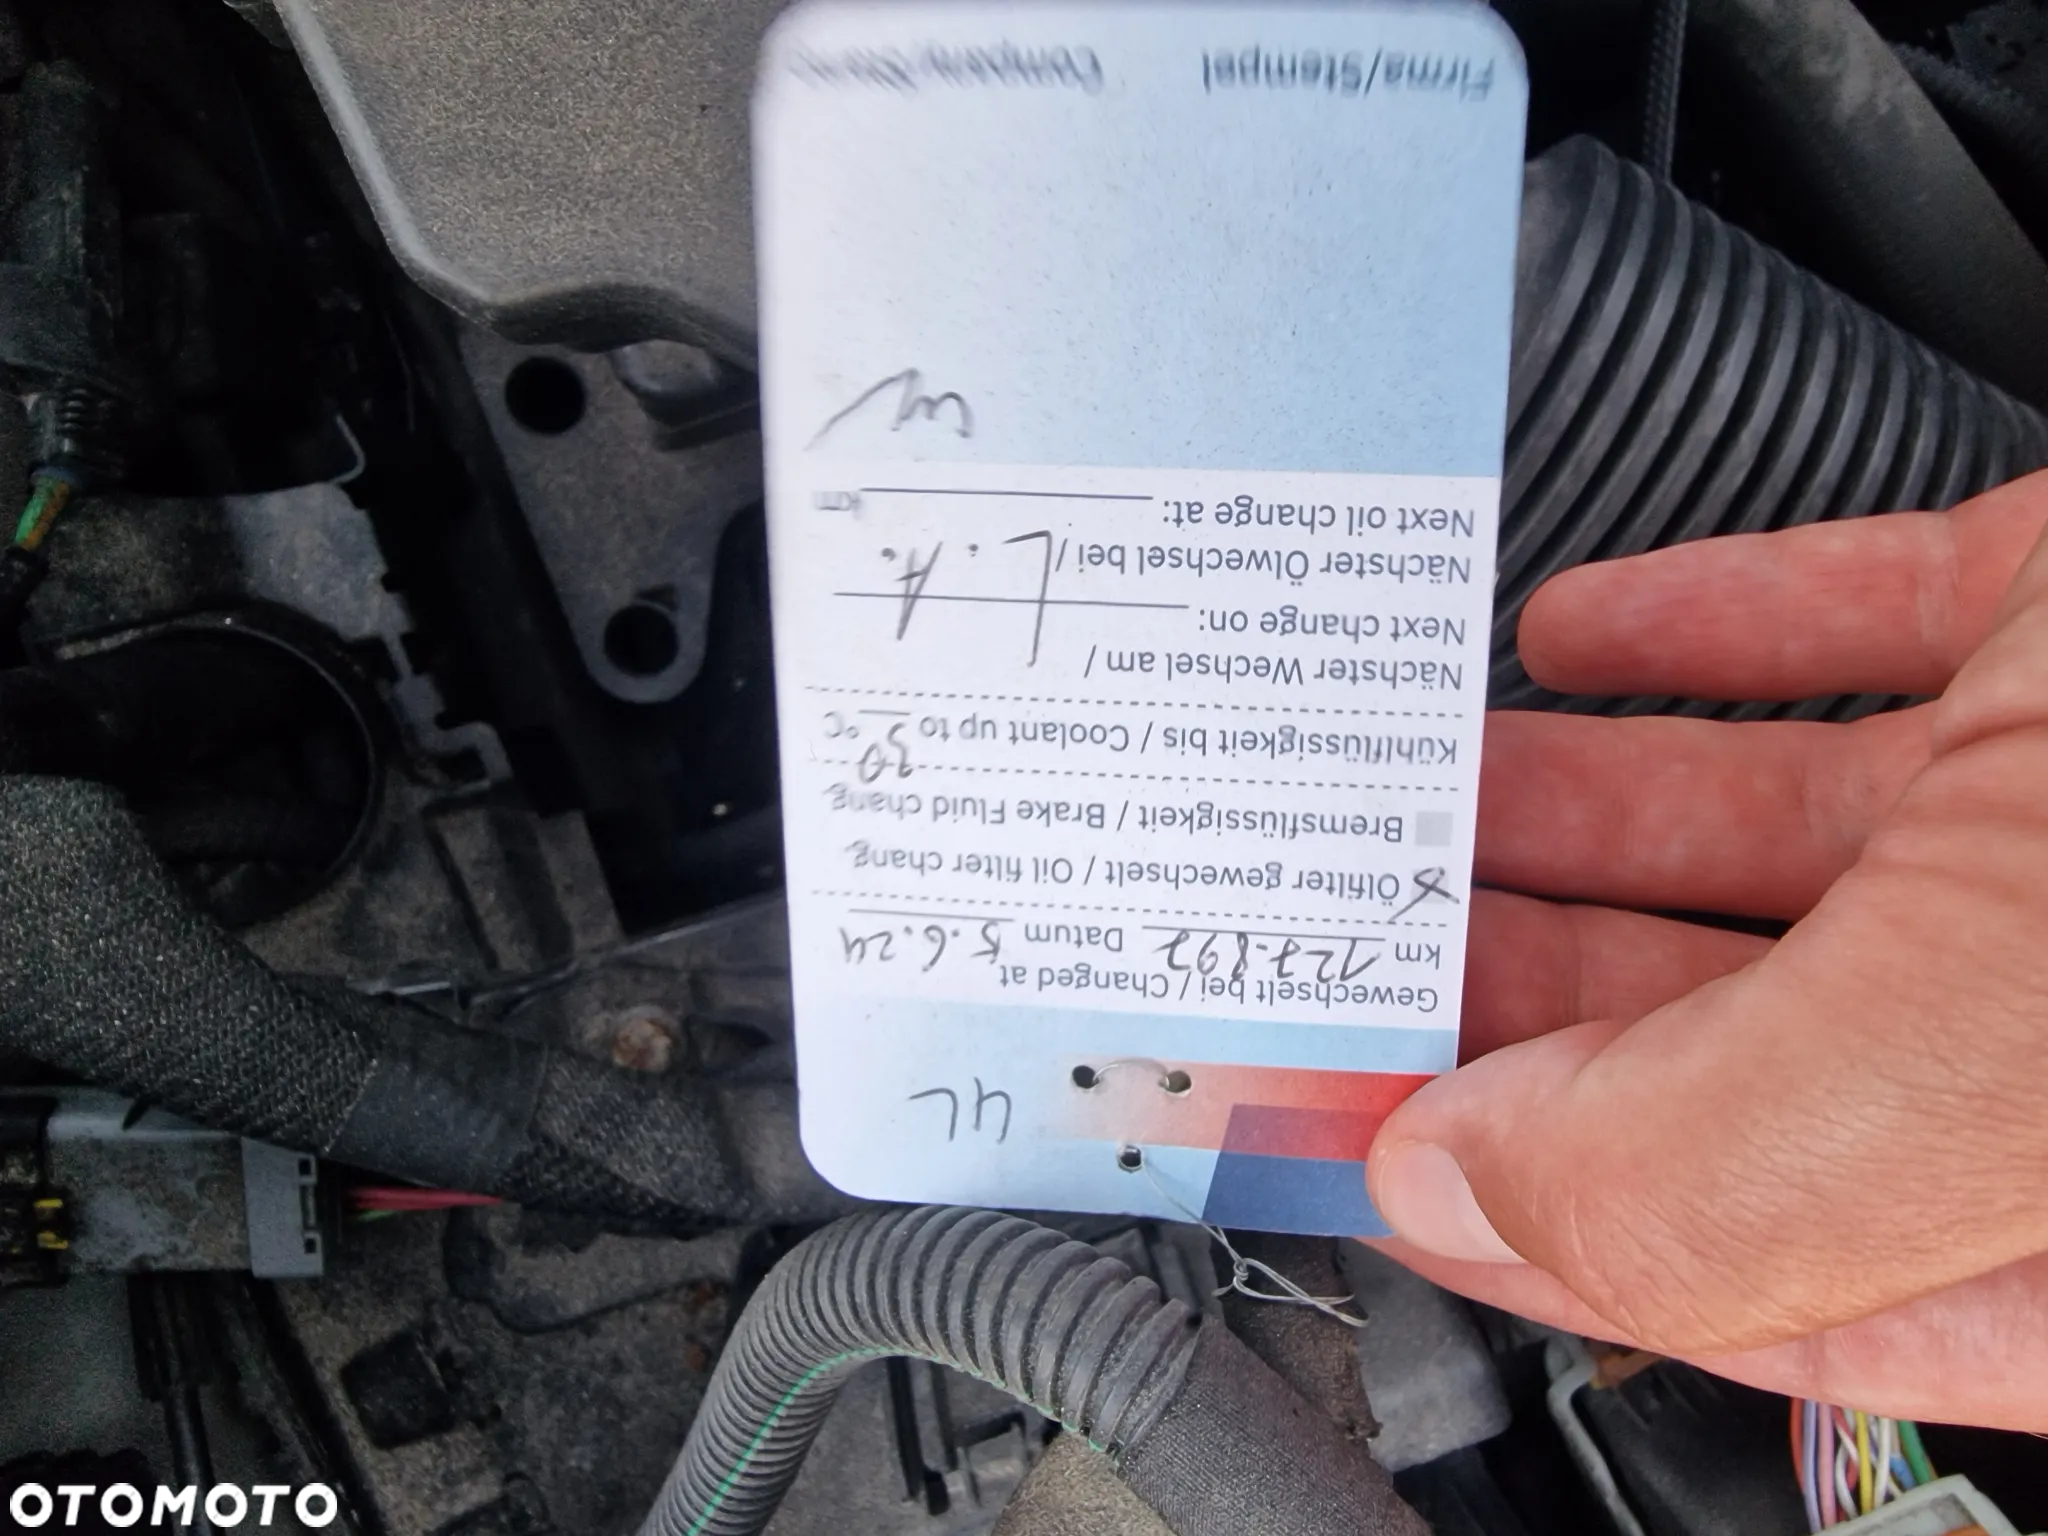 4L
Gewechselt bei / Changed at
km 127.897 Datum 5.6.24
Ölfilter gewechselt / Oil filter chang
Bremsflüssigkeit / Brake Fluid chang
Kühlflüssigkeit bis / Coolant up to 30 °C
Nächster Wechsel am /
Next change on:
L. A.
Nächster Ölwechsel bei /
Next oil change at: km
Firma/Stempel
OTOMOTO